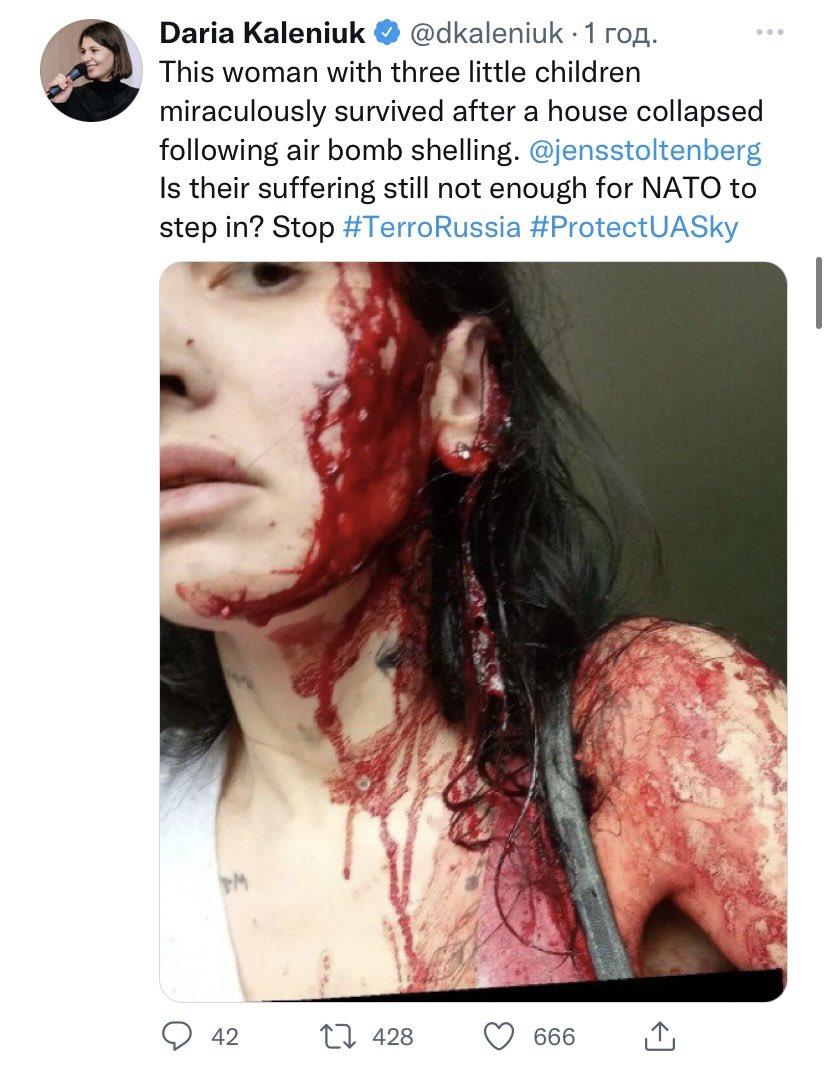 Daria Kaleniuk @dkaleniuk · 1 год.
This woman with three little children
miraculously survived after a house collapsed
following air bomb shelling. @jensstoltenberg
Is their suffering still not enough for NATO to
step in? Stop #TerroRussia #ProtectUASky
42 428 666